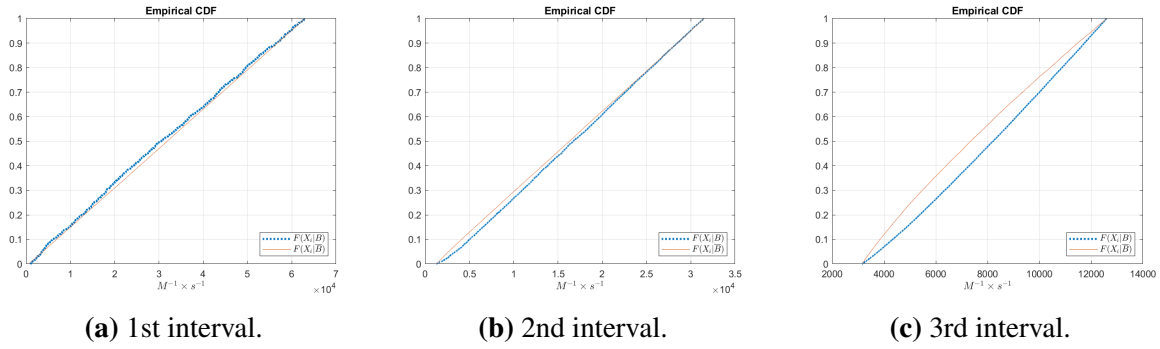 Empirical CDF
1
0.9
0.8
0.7
0.6
0.5
0.4
0.3
0.2
0.1
0
0 1 2 3 4 5 6 7
M⁻¹ × s⁻¹
×10⁴
F(X_i|B)
F(X_i|B̅)
(a) 1st interval.
Empirical CDF
1
0.9
0.8
0.7
0.6
0.5
0.4
0.3
0.2
0.1
0
0 0.5 1 1.5 2 2.5 3 3.5
M⁻¹ × s⁻¹
×10⁴
F(X_i|B)
F(X_i|B̅)
(b) 2nd interval.
Empirical CDF
1
0.9
0.8
0.7
0.6
0.5
0.4
0.3
0.2
0.1
0
2000 4000 6000 8000 10000 12000 14000
M⁻¹ × s⁻¹
F(X_i|B)
F(X_i|B̅)
(c) 3rd interval.